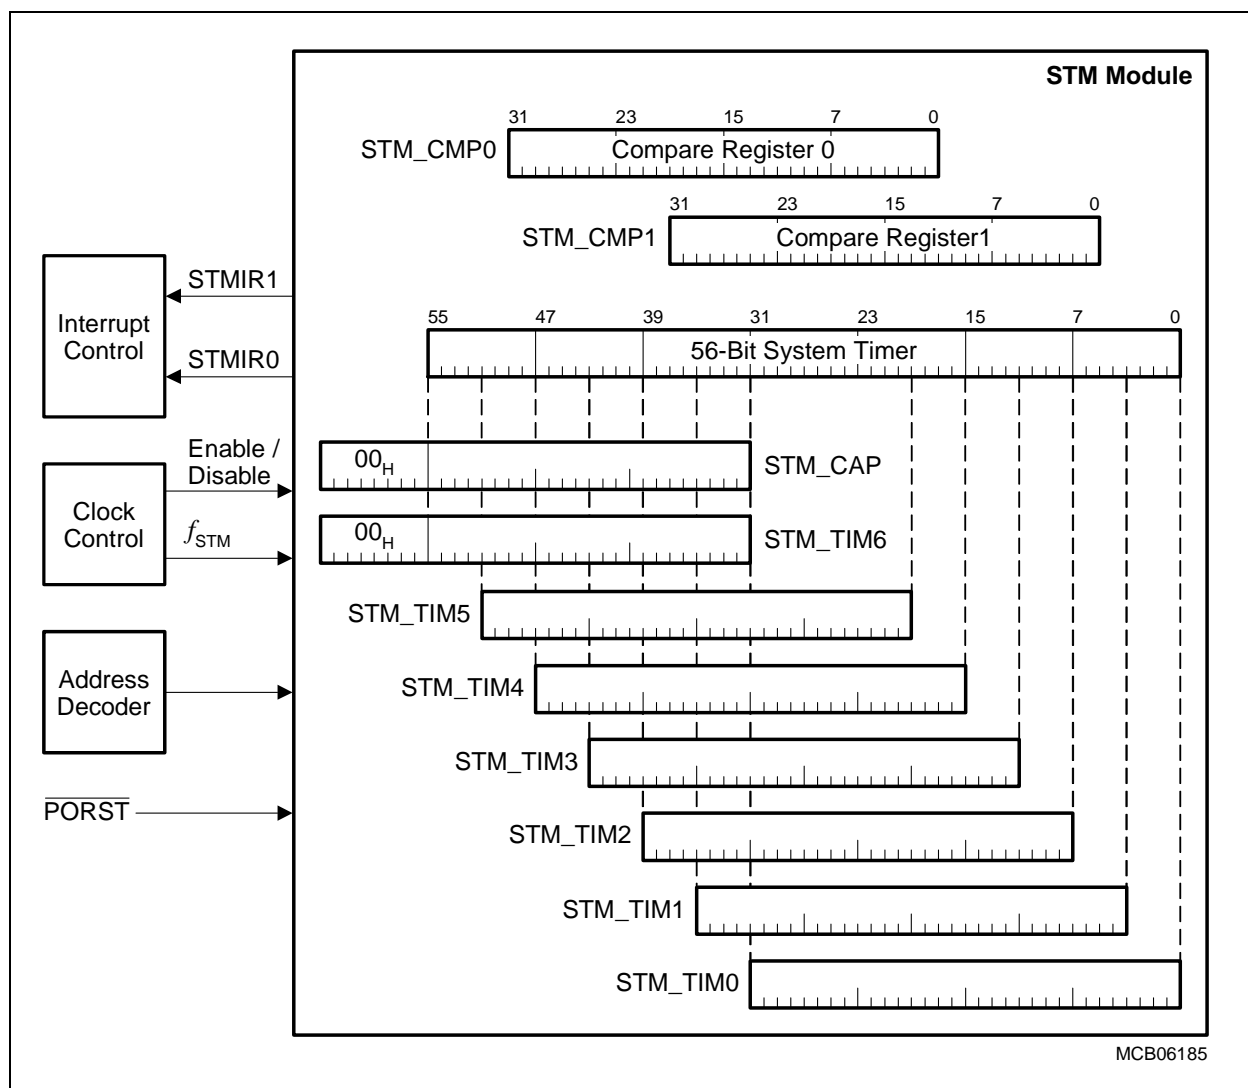 STM Module
31 23 15 7 0
STM_CMP0 Compare Register 0
31 23 15 7 0
STM_CMP1 Compare Register1
STMIR1
Interrupt
Control
STMIR0
55 47 39 31 23 15 7 0
56-Bit System Timer
Enable /
Disable
00H STM_CAP
Clock
Control
fSTM
00H STM_TIM6
STM_TIM5
Address
Decoder
STM_TIM4
STM_TIM3
PORST
STM_TIM2
STM_TIM1
STM_TIM0
MCB06185